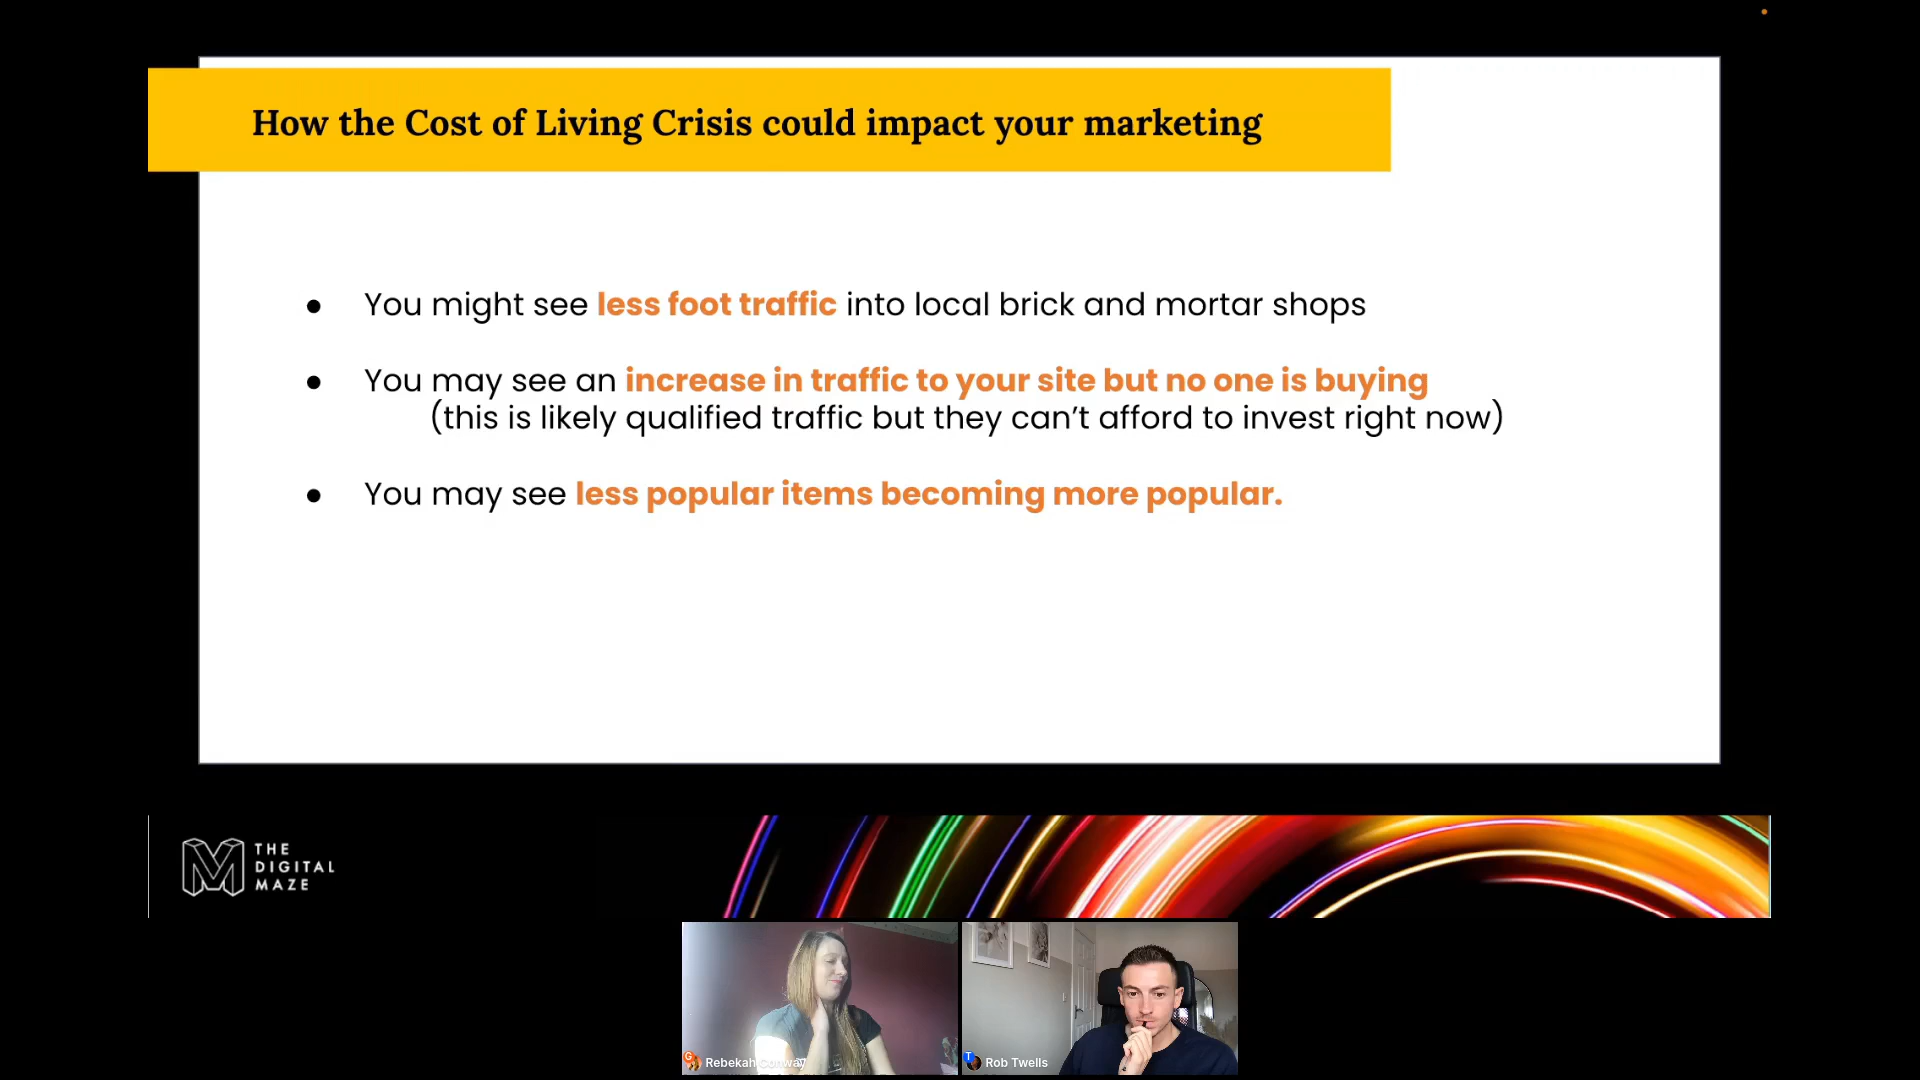 How the Cost of Living Crisis could impact your marketing
● You might see less foot traffic into local brick and mortar shops
● You may see an increase in traffic to your site but no one is buying
(this is likely qualified traffic but they can't afford to invest right now)
● You may see less popular items becoming more popular.
THE
DIGITAL
MAZE
Rebekah Conway
Rob Twells